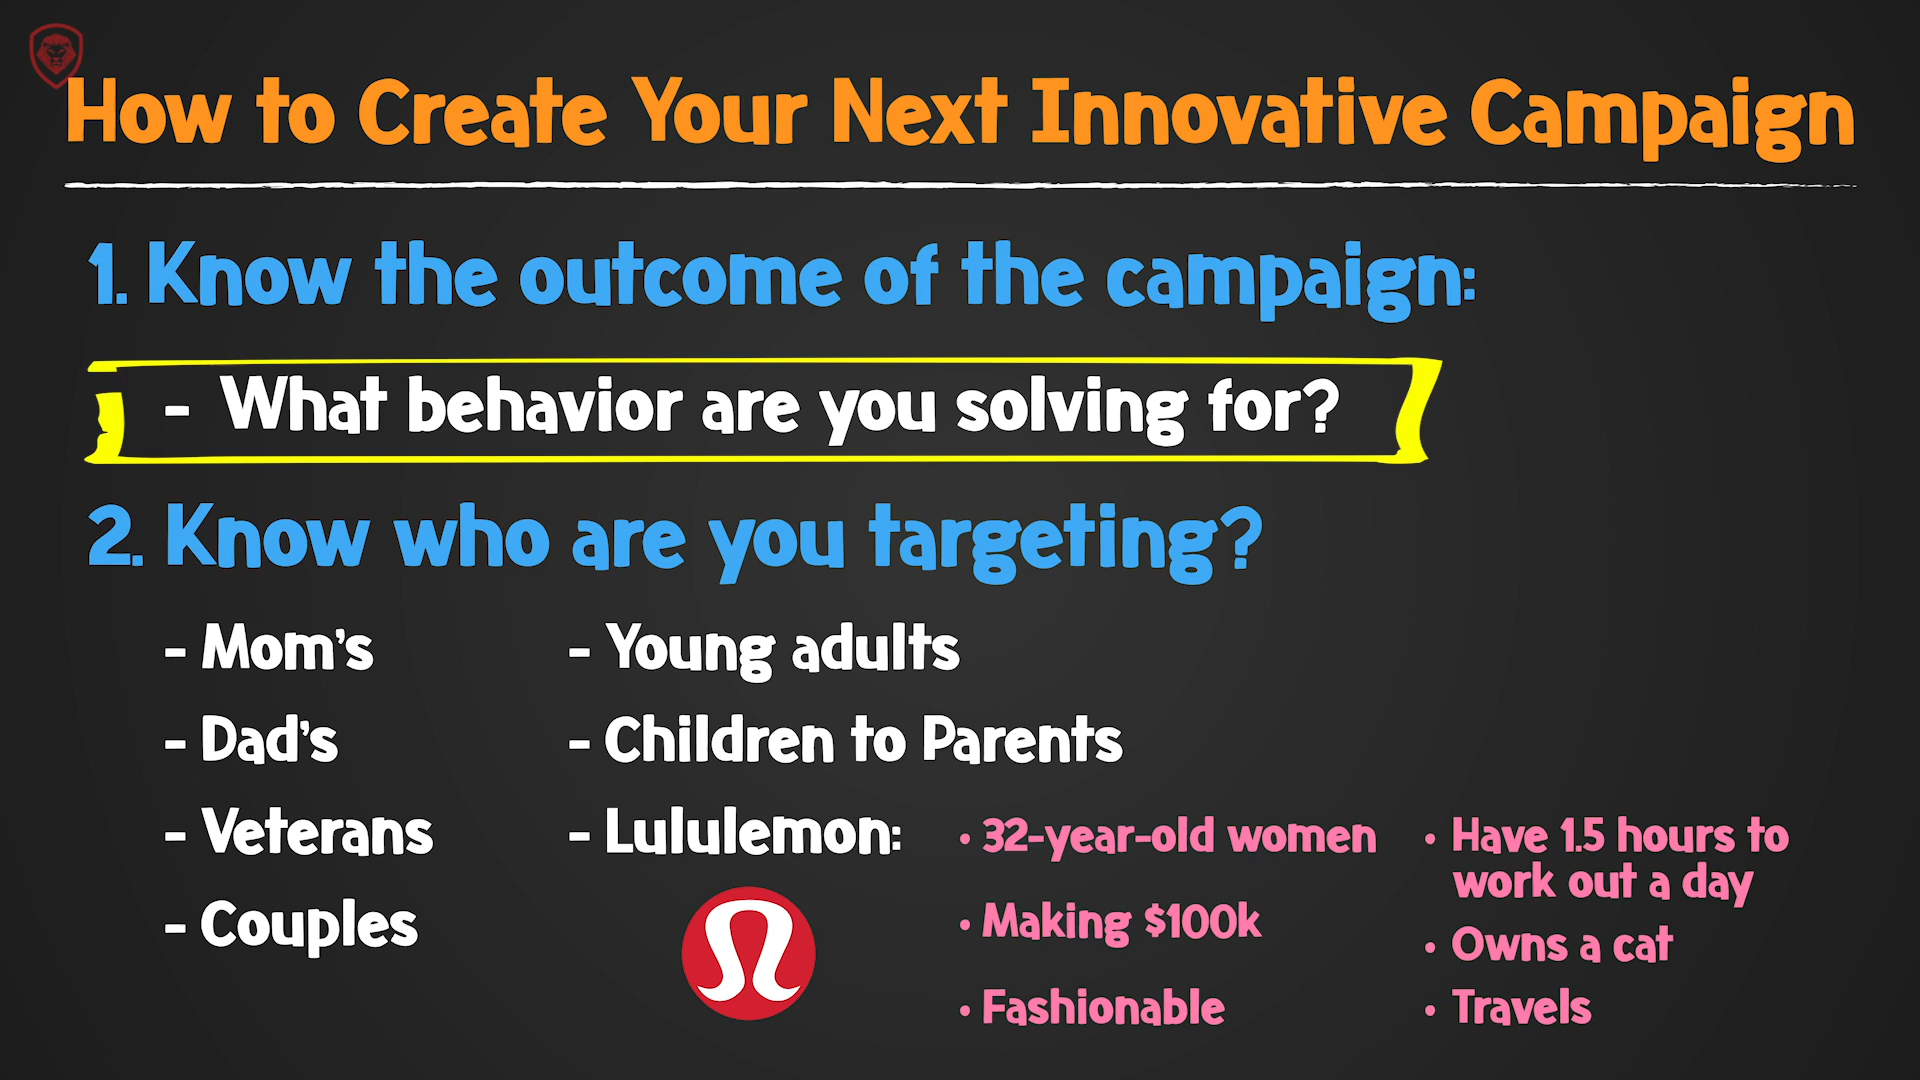 How to Create Your Next Innovative Campaign
1. Know the outcome of the campaign:
- What behavior are you solving for?
2. Know who are you targeting?
- Mom's
- Dad's
- Veterans
- Couples
- Young adults
- Children to Parents
- Lululemon:
• 32-year-old women
• Making $100k
• Fashionable
• Have 1.5 hours to
work out a day
• Owns a cat
• Travels